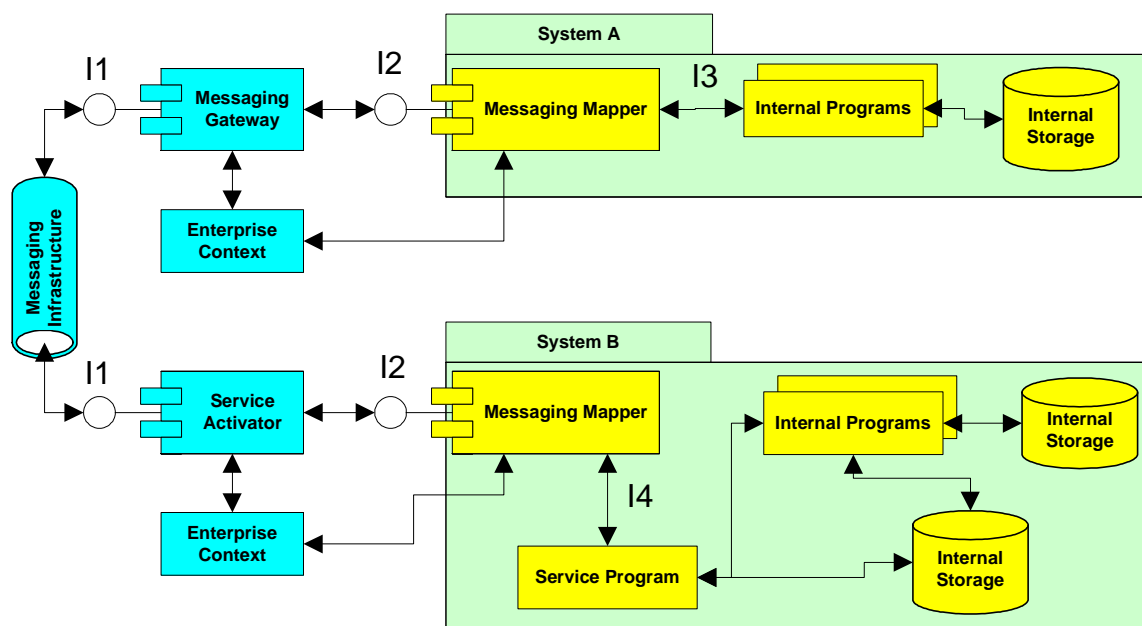 System A
I1
I2
I3
Messaging
Gateway
Messaging Mapper
Internal Programs
Internal
Storage
Enterprise
Context
Messaging
Infrastructure
System B
I1
I2
Service
Activator
Messaging Mapper
Internal Programs
Internal
Storage
I4
Enterprise
Context
Service Program
Internal
Storage